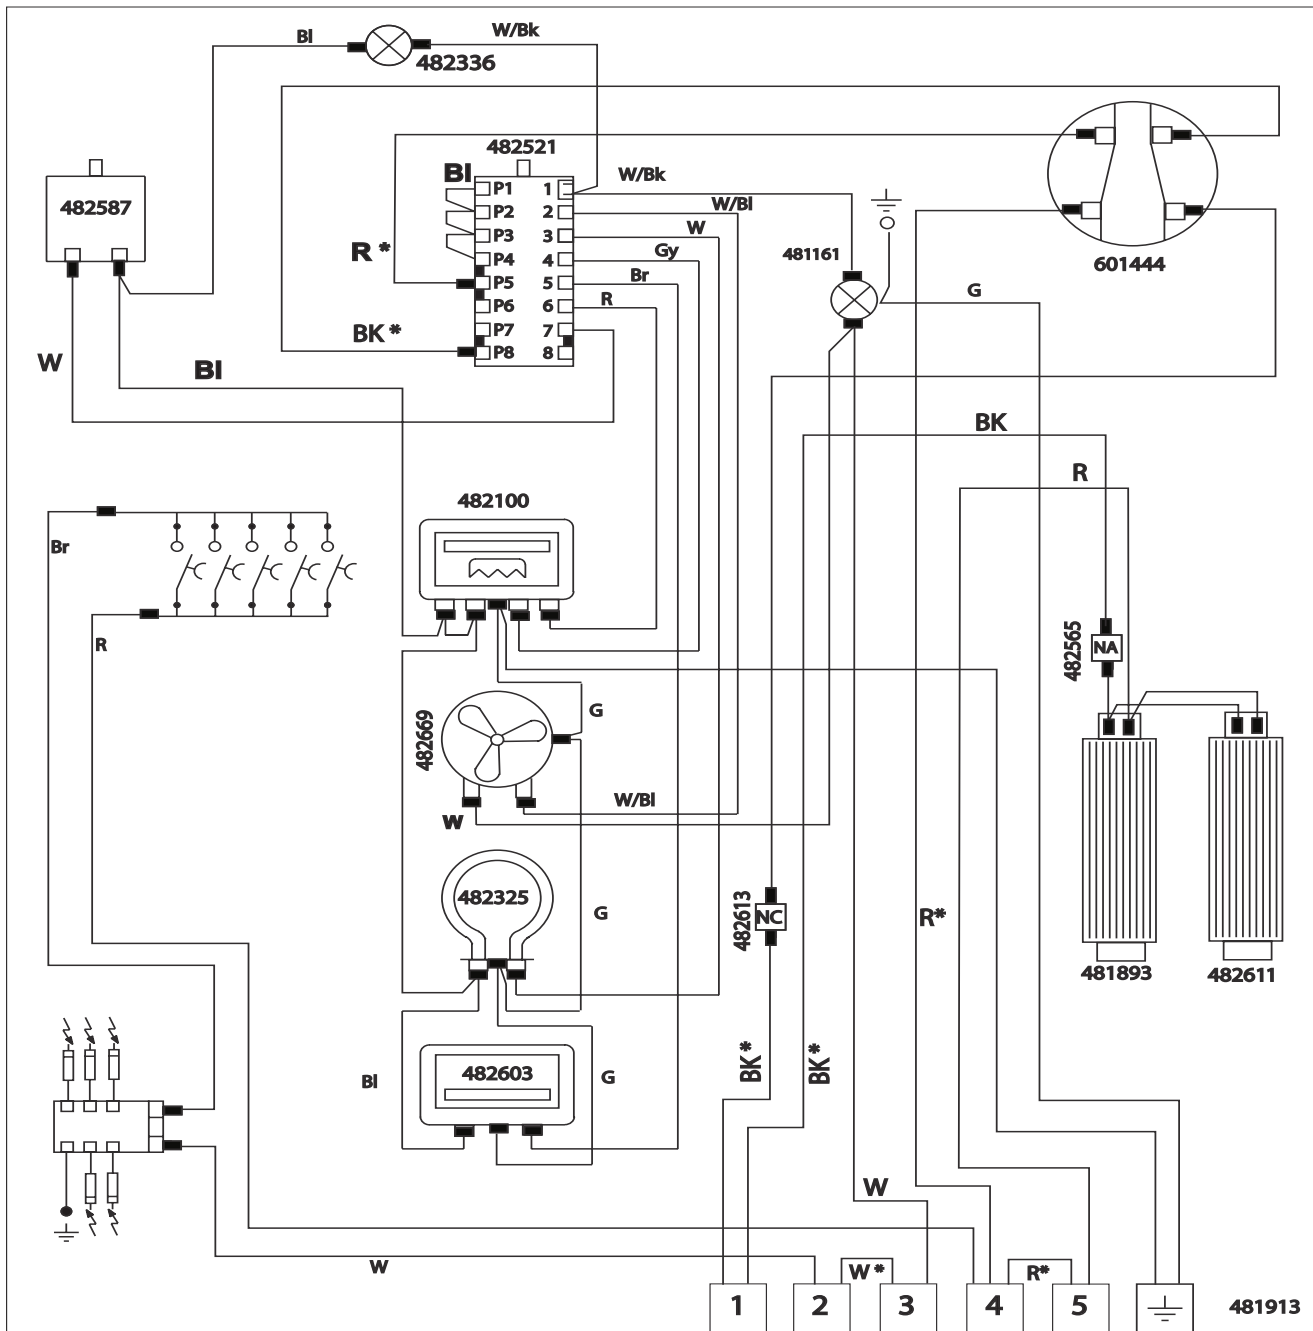 Bl
W/Bk
482336
482521
Bl
P1 1
P2 2
P3 3
P4 4
P5 5
P6 6
P7 7
P8 8
W/Bk
W/Bl
W
Gy
Br
R
482587
R *
BK *
W
Bl
481161
G
601444
BK
R
482100
Br
R
482565
NA
482669
G
W/Bl
W
482325
G
482613
NC
R*
481893
482611
BK *
BK *
Bl
482603
G
W
W
W *
R*
1
2
3
4
5
481913